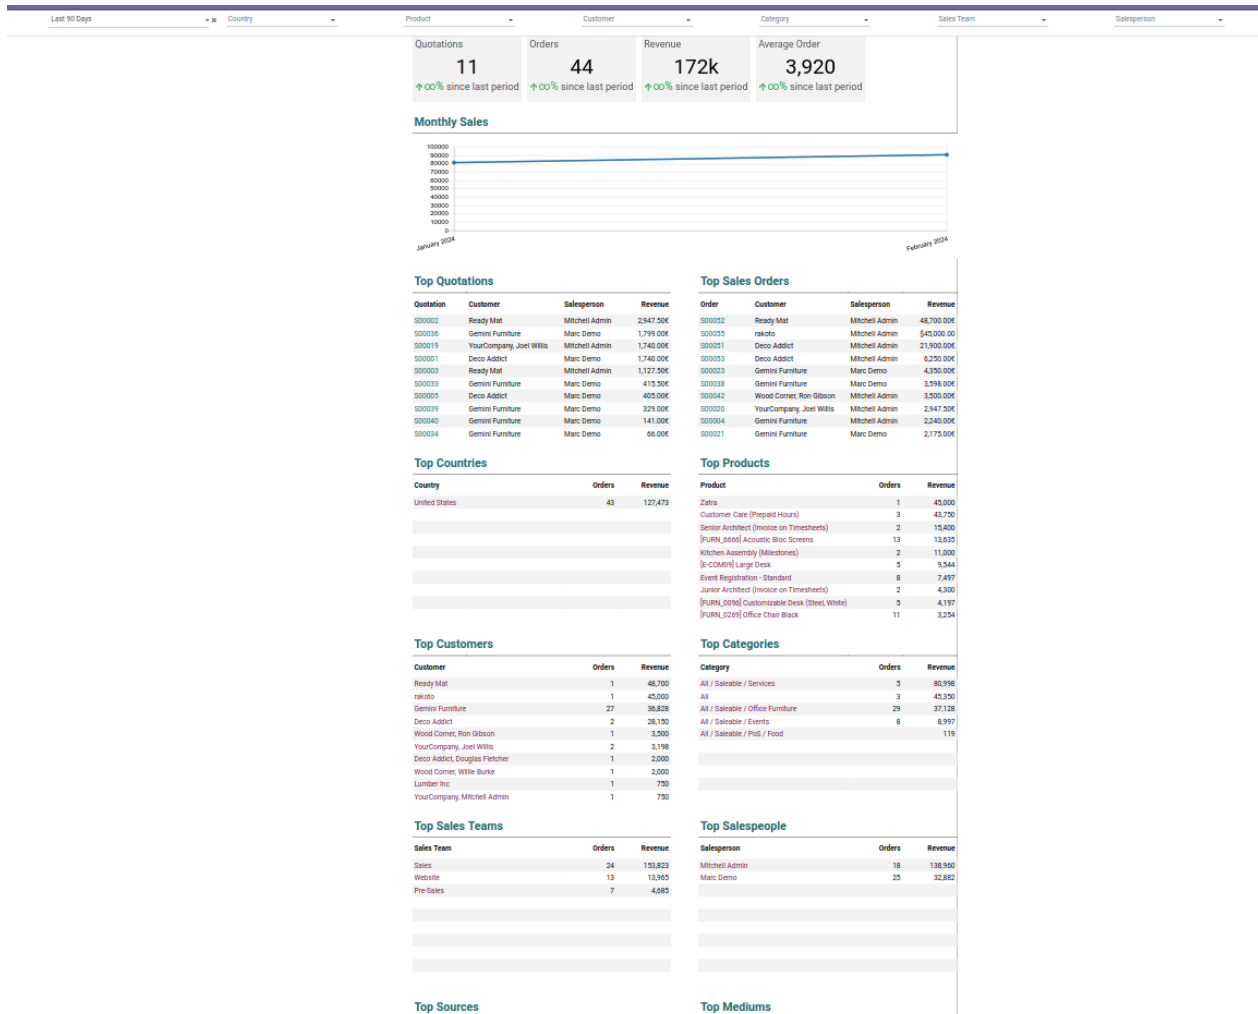 Last 90 Days Country Product Customer Category Sales Team Salesperson
Quotations Orders Revenue Average Order
11 44 172k 3,920
↑∞% since last period ↑∞% since last period ↑∞% since last period ↑∞% since last period
Monthly Sales
100000
90000
80000
70000
60000
50000
40000
30000
20000
10000
0
January 2024 February 2024
Top Quotations
Quotation Customer Salesperson Revenue
S00002 Ready Mat Mitchell Admin 2,947.50€
S00036 Gemini Furniture Marc Demo 1,799.00€
S00019 YourCompany, Joel Willis Mitchell Admin 1,740.00€
S00001 Deco Addict Marc Demo 1,740.00€
S00003 Ready Mat Mitchell Admin 1,127.50€
S00033 Gemini Furniture Marc Demo 415.50€
S00005 Deco Addict Marc Demo 405.00€
S00039 Gemini Furniture Marc Demo 329.00€
S00040 Gemini Furniture Marc Demo 141.00€
S00034 Gemini Furniture Marc Demo 66.00€
Top Sales Orders
Order Customer Salesperson Revenue
S00052 Ready Mat Mitchell Admin 48,700.00€
S00055 rakoto Mitchell Admin $45,000.00
S00051 Deco Addict Mitchell Admin 21,900.00€
S00053 Deco Addict Mitchell Admin 6,250.00€
S00023 Gemini Furniture Marc Demo 4,350.00€
S00038 Gemini Furniture Marc Demo 3,598.00€
S00042 Wood Corner, Ron Gibson Mitchell Admin 3,500.00€
S00020 YourCompany, Joel Willis Mitchell Admin 2,947.50€
S00004 Gemini Furniture Mitchell Admin 2,240.00€
S00021 Gemini Furniture Marc Demo 2,175.00€
Top Countries
Country Orders Revenue
United States 43 127,473
Top Products
Product Orders Revenue
Zatra 1 45,000
Customer Care (Prepaid Hours) 3 43,750
Senior Architect (Invoice on Timesheets) 2 15,400
[FURN_6666] Acoustic Bloc Screens 13 13,635
Kitchen Assembly (Milestones) 2 11,000
[E-COM09] Large Desk 5 9,544
Event Registration - Standard 8 7,497
Junior Architect (Invoice on Timesheets) 2 4,300
[FURN_0096] Customizable Desk (Steel, White) 5 4,197
[FURN_0269] Office Chair Black 11 3,254
Top Customers
Customer Orders Revenue
Ready Mat 1 48,700
rakoto 1 45,000
Gemini Furniture 27 36,828
Deco Addict 2 28,150
Wood Corner, Ron Gibson 1 3,500
YourCompany, Joel Willis 2 3,198
Deco Addict, Douglas Fletcher 1 2,000
Wood Corner, Willie Burke 1 2,000
Lumber Inc 1 750
YourCompany, Mitchell Admin 1 750
Top Categories
Category Orders Revenue
All / Saleable / Services 5 80,998
All 3 45,350
All / Saleable / Office Furniture 29 37,128
All / Saleable / Events 8 8,997
All / Saleable / PoS / Food 119
Top Sales Teams
Sales Team Orders Revenue
Sales 24 153,823
Website 13 13,965
Pre-Sales 7 4,685
Top Salespeople
Salesperson Orders Revenue
Mitchell Admin 18 138,960
Marc Demo 25 32,882
Top Sources Top Mediums